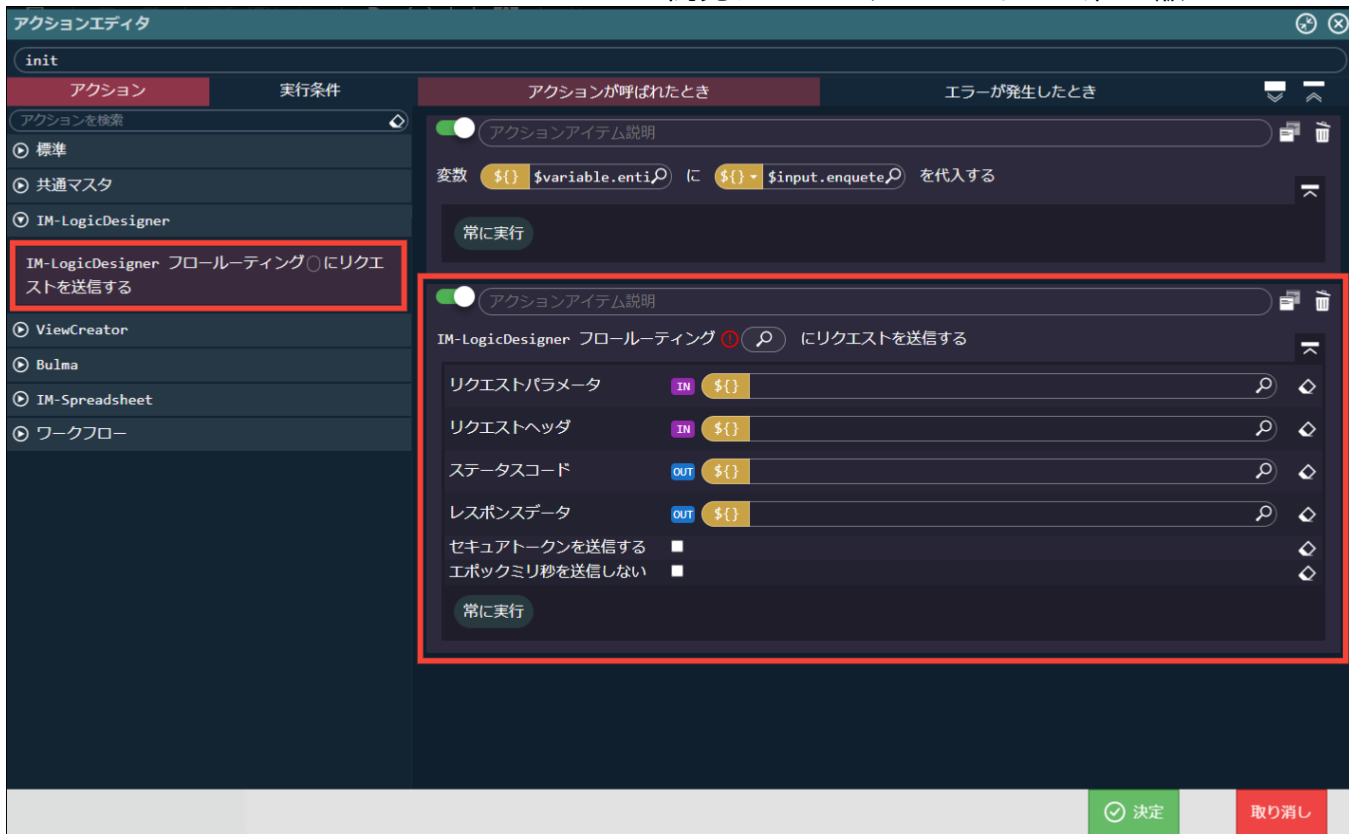 アクションエディタ
init
アクション 実行条件 アクションが呼ばれたとき エラーが発生したとき
アクションを検索
標準
共通マスタ
IM-LogicDesigner
IM-LogicDesigner フロールーティング○にリクエ
ストを送信する
ViewCreator
Bulma
IM-Spreadsheet
ワークフロー
アクションアイテム説明
変数 ${} $variable.enti に ${} $input.enquete を代入する
常に実行
アクションアイテム説明
IM-LogicDesigner フロールーティング にリクエストを送信する
リクエストパラメータ IN ${}
リクエストヘッダ IN ${}
ステータスコード OUT ${}
レスポンスデータ OUT ${}
セキュアトークンを送信する
エポックミリ秒を送信しない
常に実行
決定 取り消し